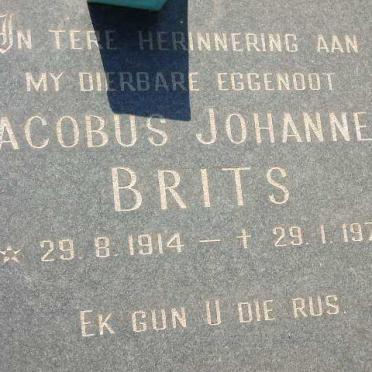 In tere herinnering aan
my dierbare eggenoot
acobus Johanne
Brits
☆ 29. 8. 1914 – † 29. 1. 197
Ek gun U die rus.